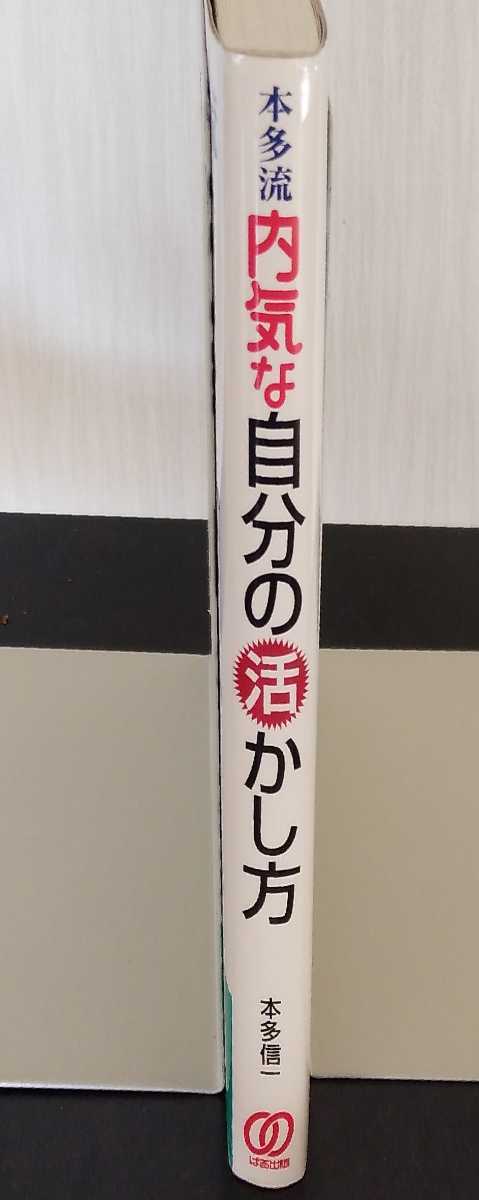 本多流
内気な自分の活かし方
本多信一
ぱる出版